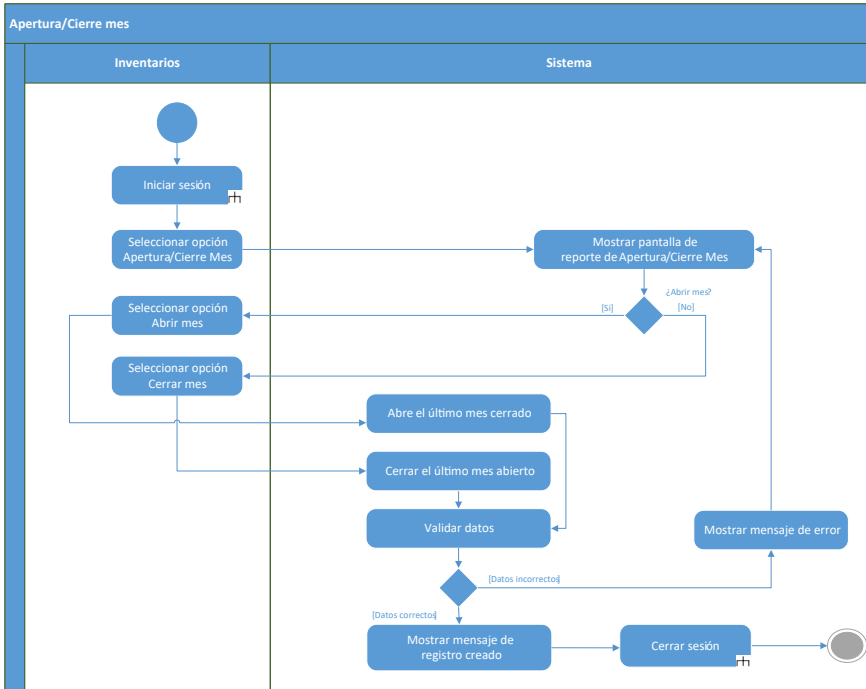 Apertura/Cierre mes
Inventarios
Sistema
Iniciar sesión
Seleccionar opción
Apertura/Cierre Mes
Mostrar pantalla de
reporte de Apertura/Cierre Mes
¿Abrir mes?
[Si]
[No]
Seleccionar opción
Abrir mes
Seleccionar opción
Cerrar mes
Abre el último mes cerrado
Cerrar el último mes abierto
Validar datos
Mostrar mensaje de error
[Datos incorrectos]
[Datos correctos]
Mostrar mensaje de
registro creado
Cerrar sesión